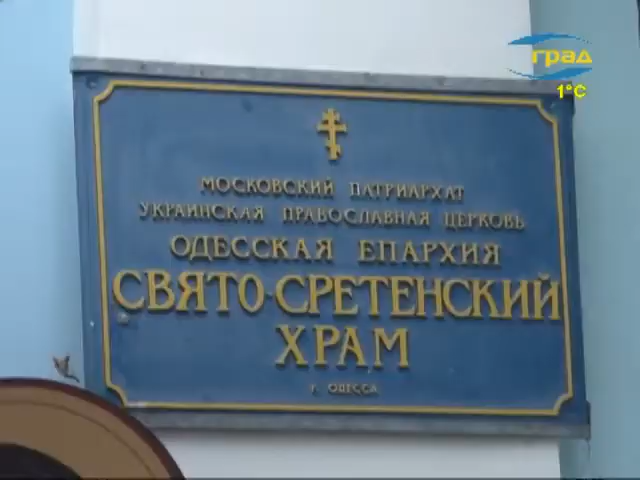 град
1°C
МОСКОВСКИЙ ПАТРИАРХАТ
УКРАИНСКАЯ ПРАВОСЛАВНАЯ ЦЕРКОВЬ
ОДЕССКАЯ ЕПАРХИЯ
СВЯТО-СРЕТЕНСКИЙ
ХРАМ
г. ОДЕССА